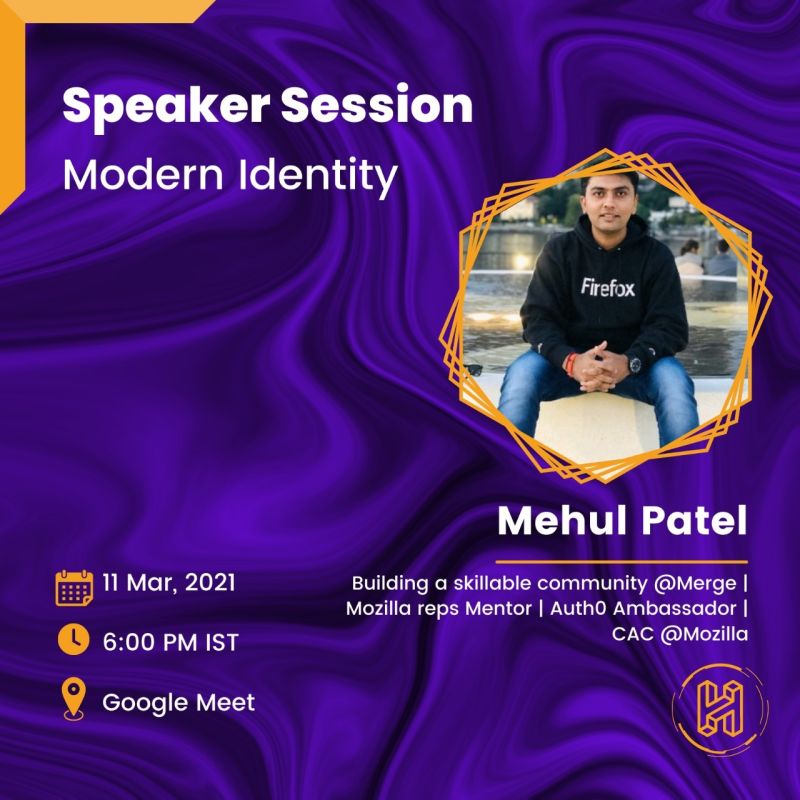 Speaker Session
Modern Identity
Firefox
Mehul Patel
Building a skillable community @Merge |
Mozilla reps Mentor | Auth0 Ambassador |
CAC @Mozilla
11 Mar, 2021
6:00 PM IST
Google Meet